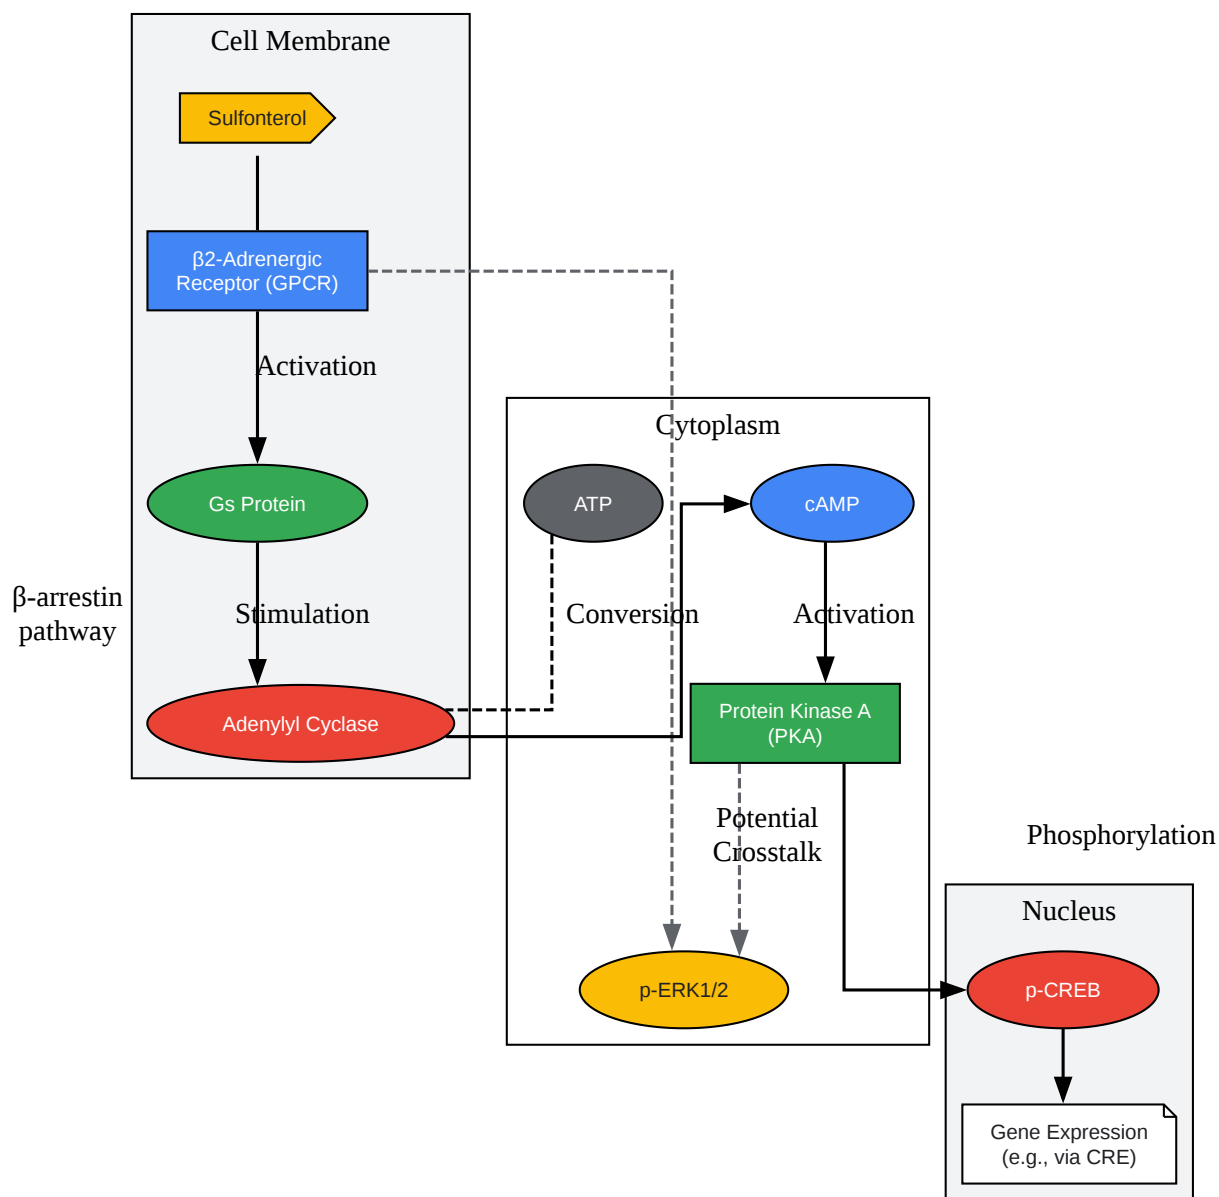 Cell Membrane
Sulfonterol
β2-Adrenergic
Receptor (GPCR)
Activation
Cytoplasm
Gs Protein
ATP
cAMP
β-arrestin
pathway
Stimulation
Conversion
Activation
Adenylyl Cyclase
Protein Kinase A
(PKA)
Potential
Crosstalk
Phosphorylation
Nucleus
p-ERK1/2
p-CREB
Gene Expression
(e.g., via CRE)